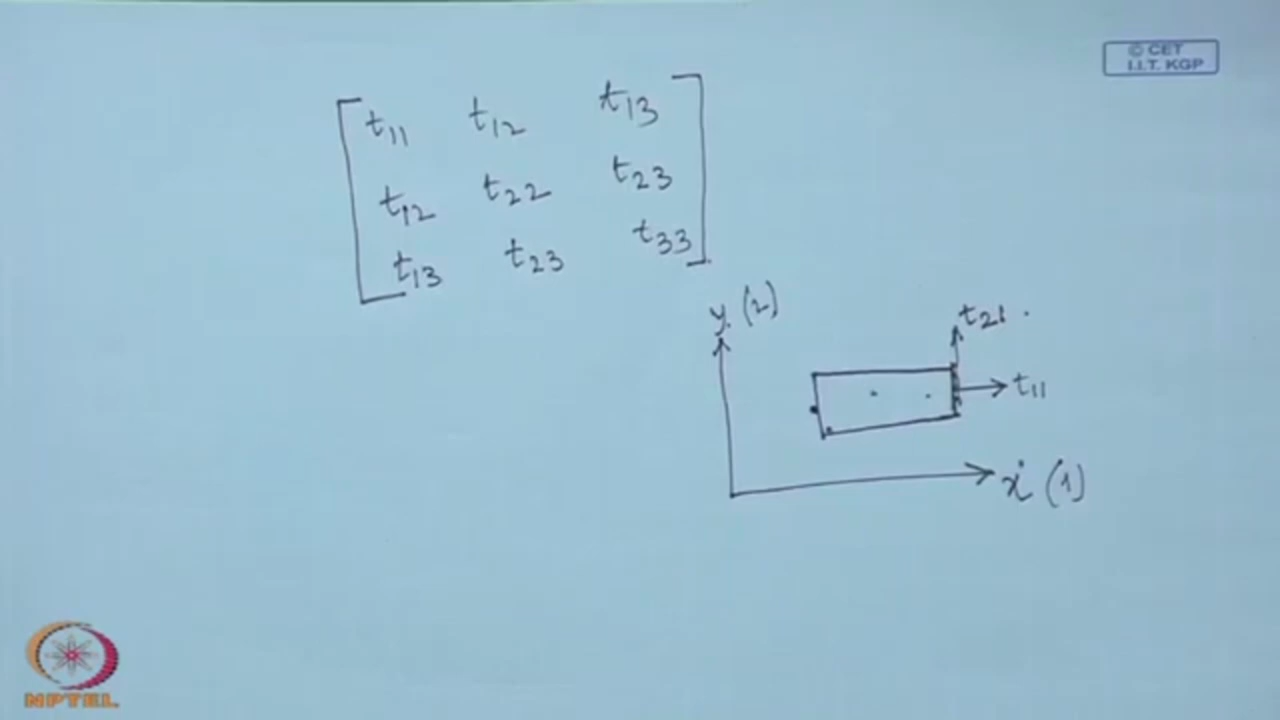 © CET
I.I.T. KGP
t11 t12 t13
t12 t22 t23
t13 t23 t33
y (2)
t21
t11
x (1)
NPTEL